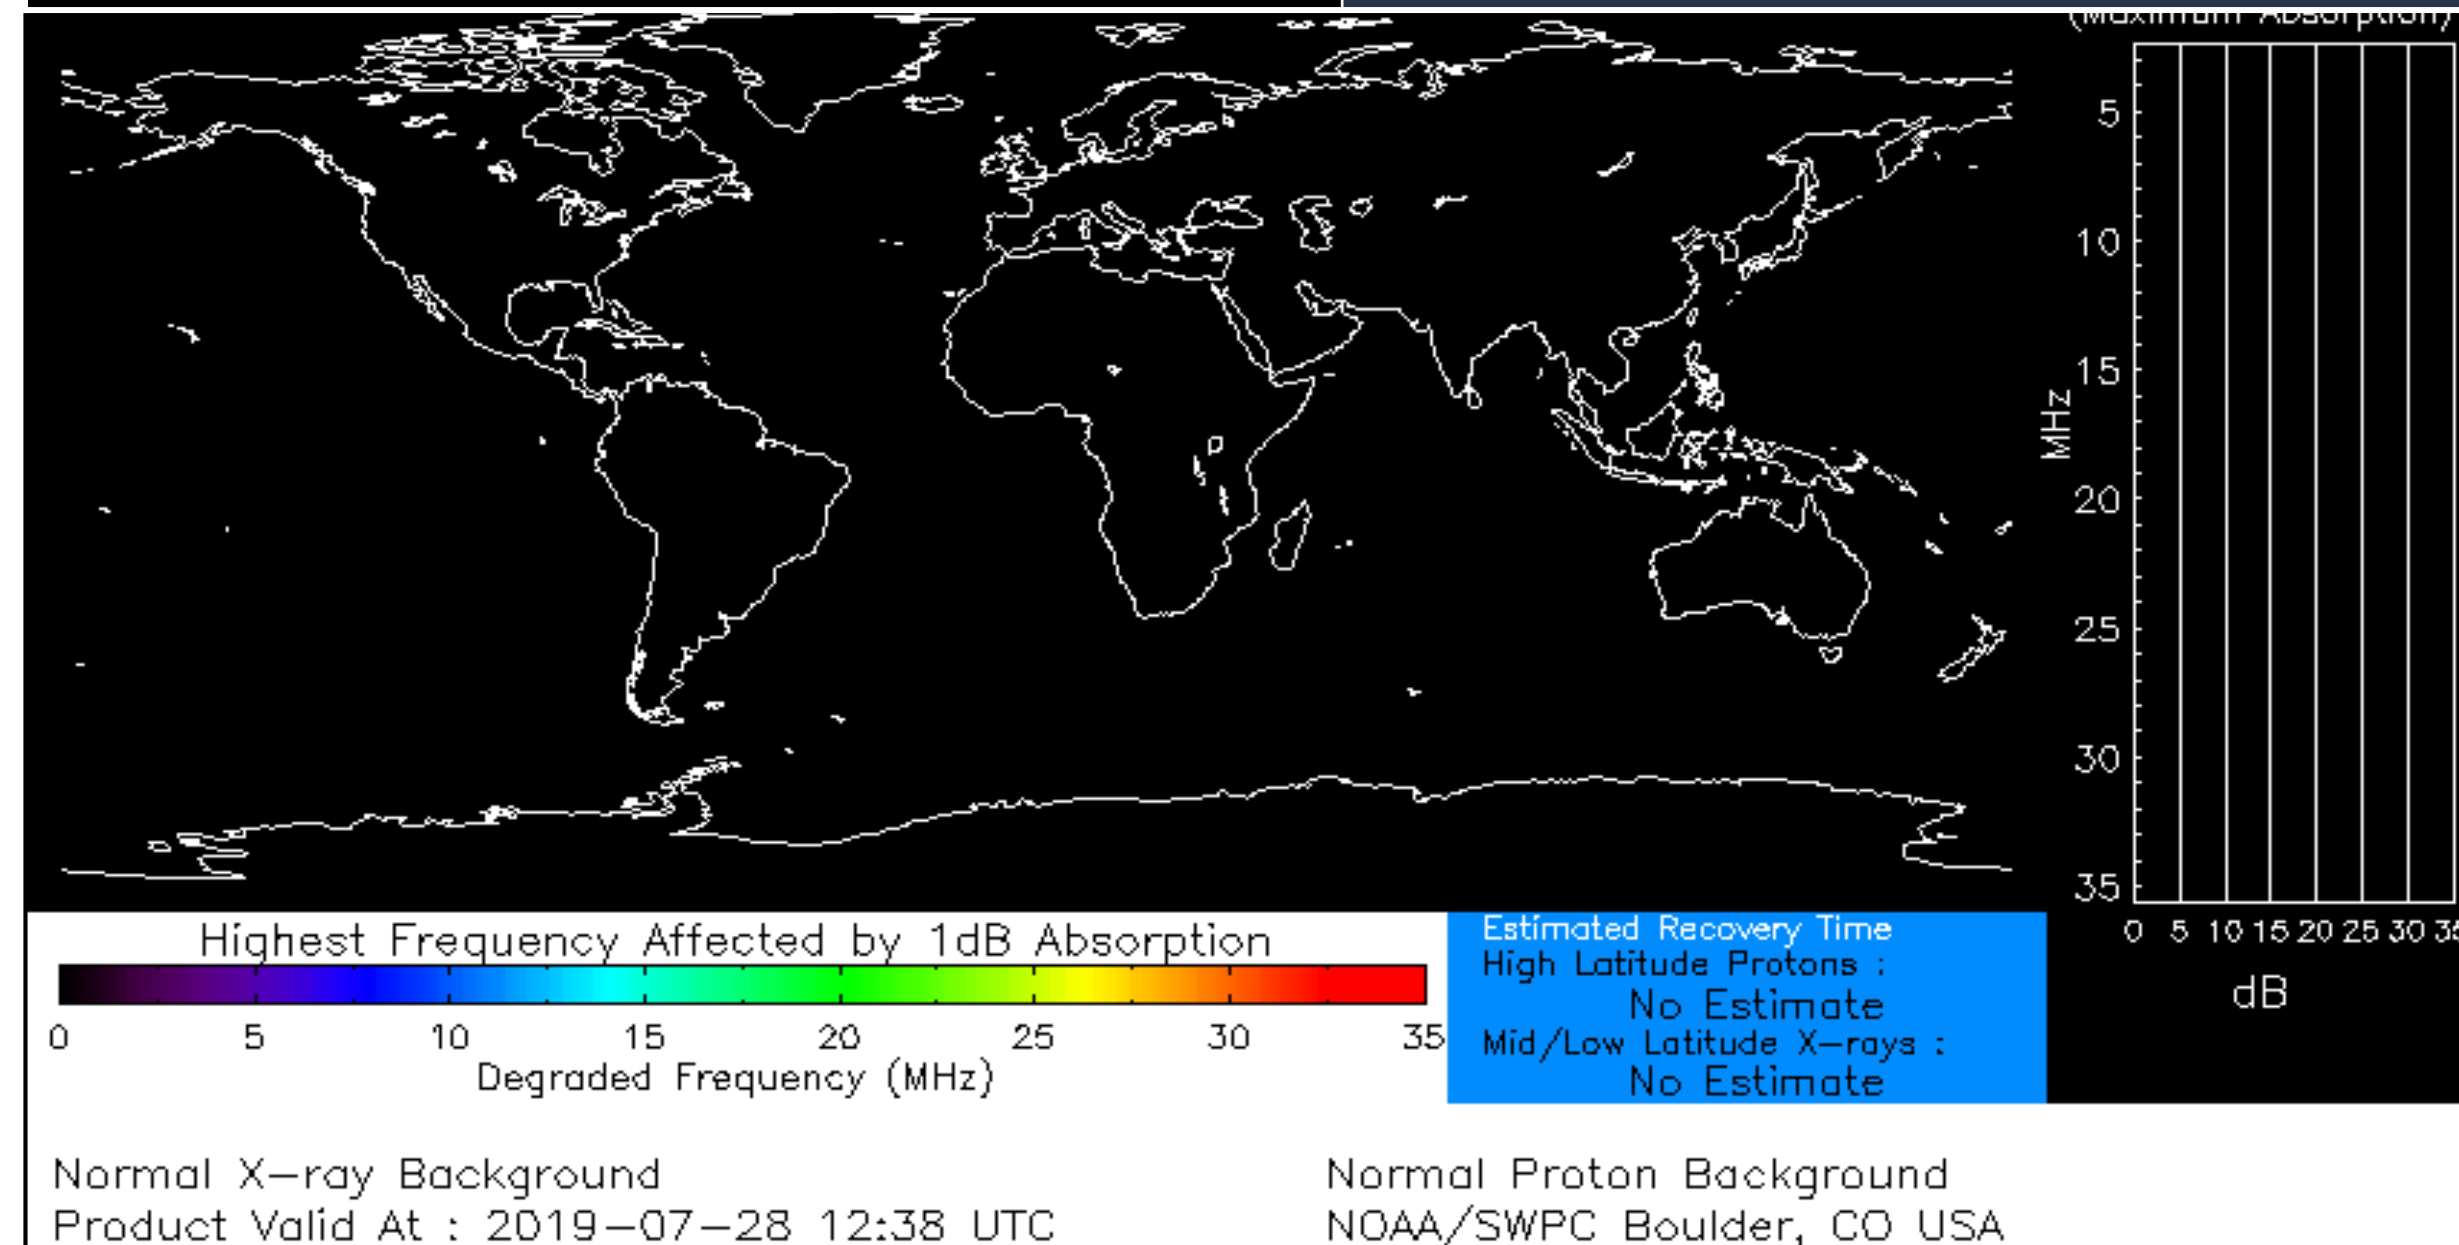 (Maximum Absorption)
5
10
15
20
25
30
35
MHz
0 5 10 15 20 25 30 35
dB
Highest Frequency Affected by 1dB Absorption
0 5 10 15 20 25 30 35
Degraded Frequency (MHz)
Estimated Recovery Time
High Latitude Protons :
No Estimate
Mid/Low Latitude X-rays :
No Estimate
Normal X-ray Background
Normal Proton Background
Product Valid At : 2019-07-28 12:38 UTC
NOAA/SWPC Boulder, CO USA